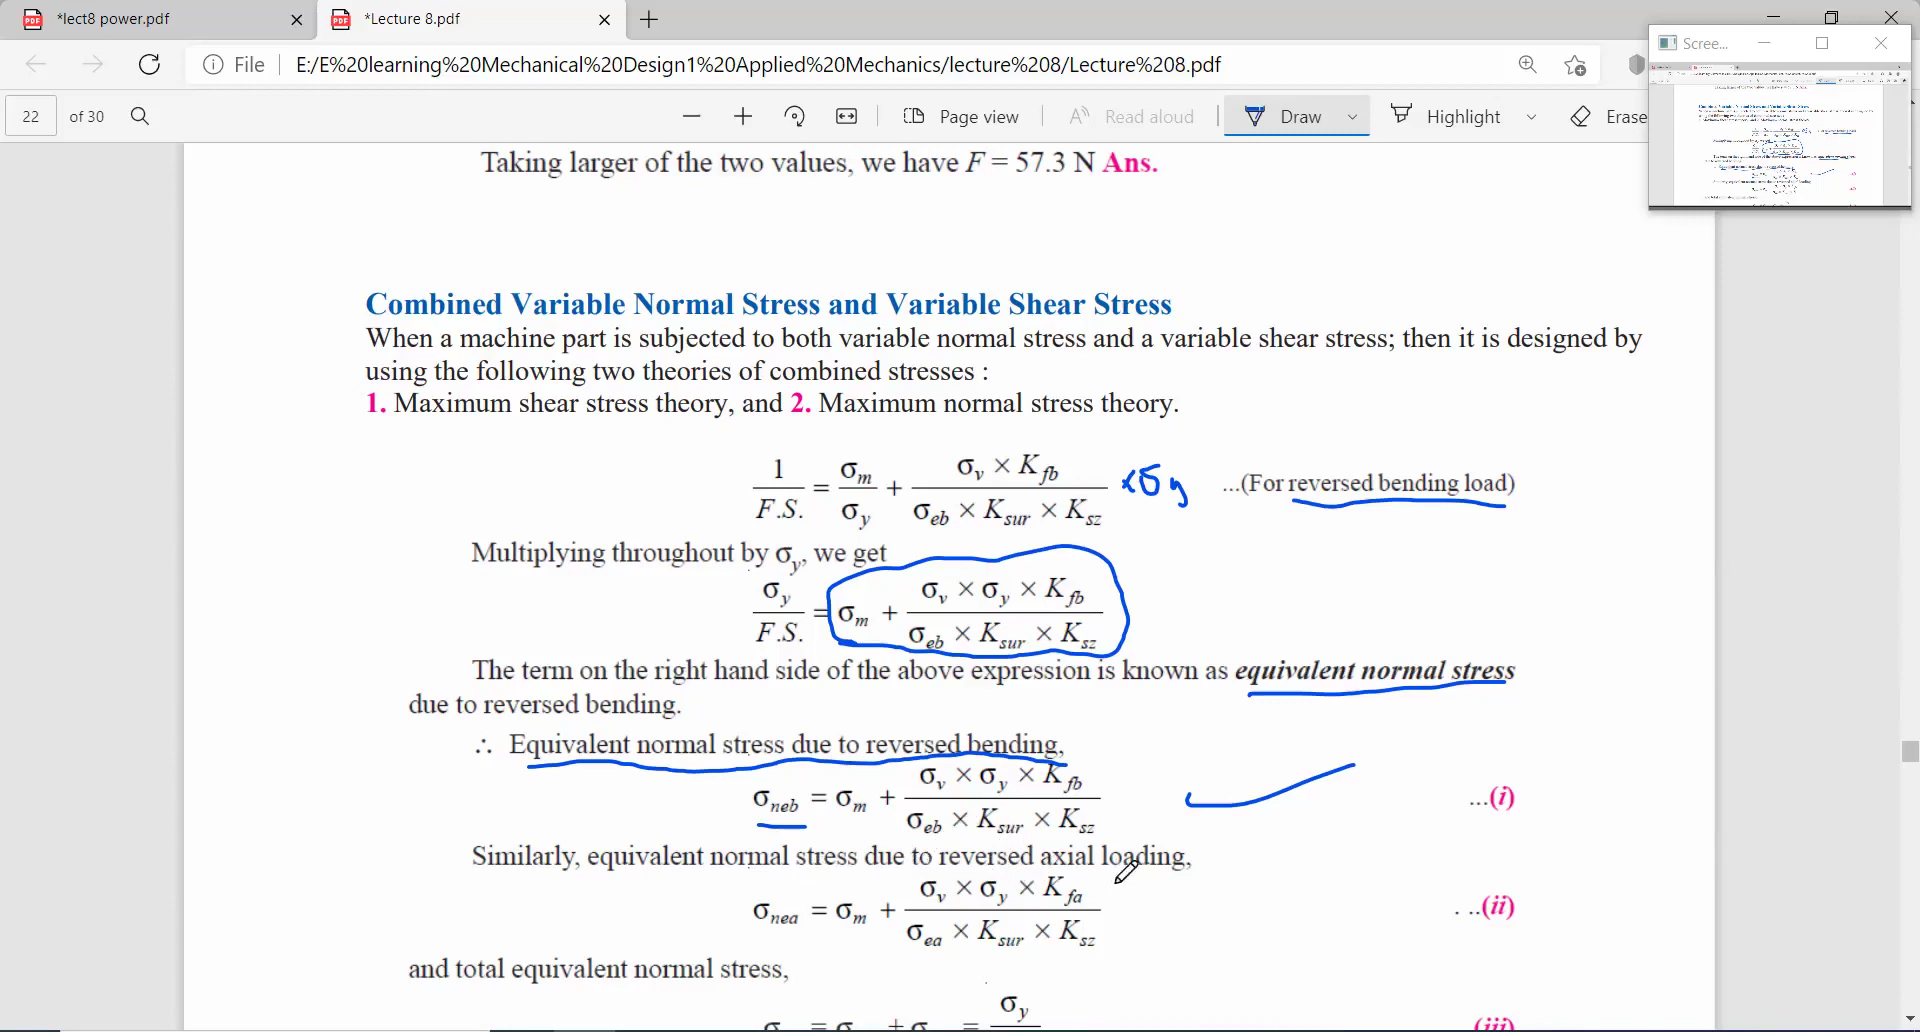 *lect8 power.pdf
*Lecture 8.pdf
Scree...
File
E:/E%20learning%20Mechanical%20Design1%20Applied%20Mechanics/lecture%208/Lecture%208.pdf
22 of 30
Page view
Read aloud
Draw
Highlight
Erase
Taking larger of the two values, we have F = 57.3 N Ans.
Combined Variable Normal Stress and Variable Shear Stress
When a machine part is subjected to both variable normal stress and a variable shear stress; then it is designed by
using the following two theories of combined stresses :
1. Maximum shear stress theory, and 2. Maximum normal stress theory.
1/F.S. = σm/σy + (σv × Kfb)/(σeb × Ksur × Ksz) ×σy ...(For reversed bending load)
Multiplying throughout by σy, we get
σy/F.S. = σm + (σv × σy × Kfb)/(σeb × Ksur × Ksz)
The term on the right hand side of the above expression is known as equivalent normal stress
due to reversed bending.
∴ Equivalent normal stress due to reversed bending,
σneb = σm + (σv × σy × Kfb)/(σeb × Ksur × Ksz) ...(i)
Similarly, equivalent normal stress due to reversed axial loading,
σnea = σm + (σv × σy × Kfa)/(σea × Ksur × Ksz) . ..(ii)
and total equivalent normal stress,
σy